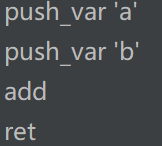 push_var 'a'
push_var 'b'
add
ret